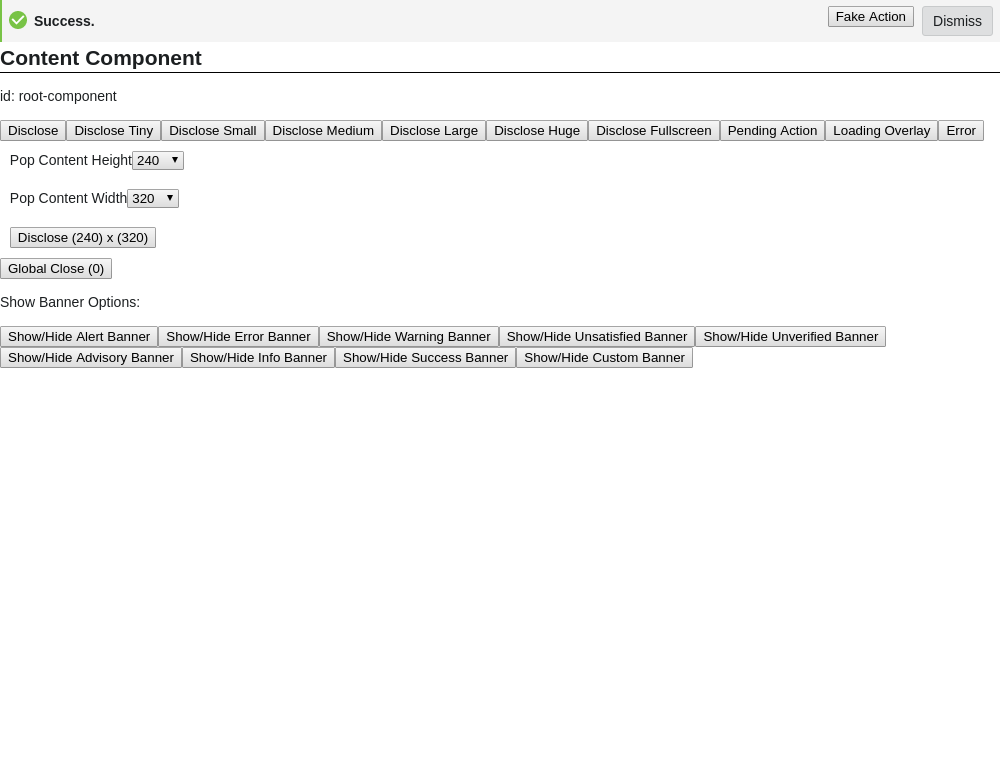 Success. Fake Action Dismiss
Content Component
id: root-component
Disclose Disclose Tiny Disclose Small Disclose Medium Disclose Large Disclose Huge Disclose Fullscreen Pending Action Loading Overlay Error
Pop Content Height 240
Pop Content Width 320
Disclose (240) x (320)
Global Close (0)
Show Banner Options:
Show/Hide Alert Banner Show/Hide Error Banner Show/Hide Warning Banner Show/Hide Unsatisfied Banner Show/Hide Unverified Banner
Show/Hide Advisory Banner Show/Hide Info Banner Show/Hide Success Banner Show/Hide Custom Banner